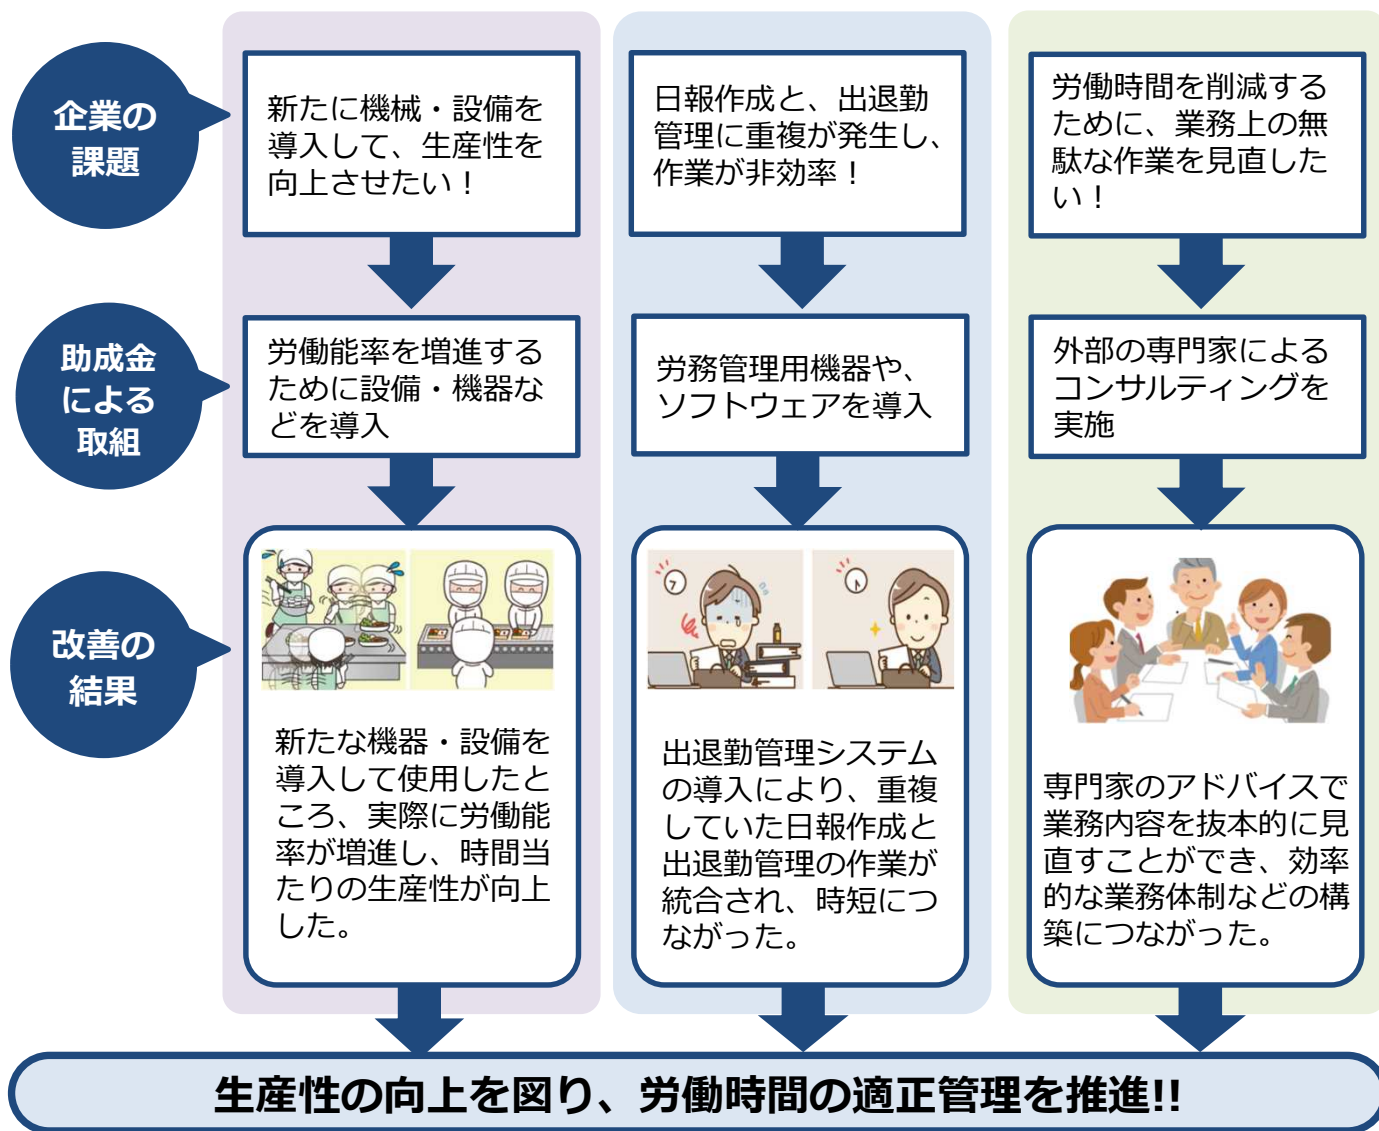 企業の
課題
新たに機械・設備を
導入して、生産性を
向上させたい！
日報作成と、出退勤
管理に重複が発生し、
作業が非効率！
労働時間を削減する
ために、業務上の無
駄な作業を見直した
い！
助成金
による
取組
労働能率を増進する
ために設備・機器な
どを導入
労務管理用機器や、
ソフトウェアを導入
外部の専門家による
コンサルティングを
実施
改善の
結果
新たな機器・設備を
導入して使用したと
ころ、実際に労働能
率が増進し、時間当
たりの生産性が向上
した。
7
出退勤管理システム
の導入により、重複
していた日報作成と
出退勤管理の作業が
統合され、時短につ
ながった。
専門家のアドバイスで
業務内容を抜本的に見
直すことができ、効率
的な業務体制などの構
築につながった。
生産性の向上を図り、労働時間の適正管理を推進!!